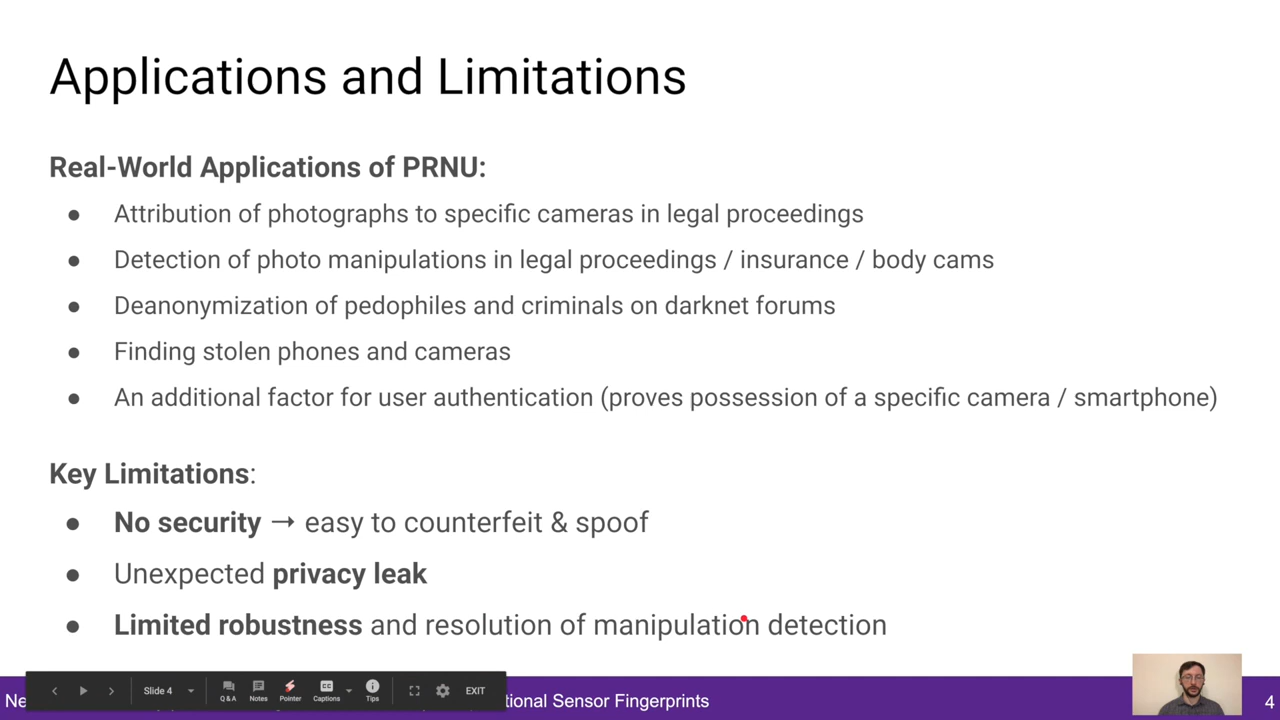 Applications and Limitations
Real-World Applications of PRNU:
● Attribution of photographs to specific cameras in legal proceedings
● Detection of photo manipulations in legal proceedings / insurance / body cams
● Deanonymization of pedophiles and criminals on darknet forums
● Finding stolen phones and cameras
● An additional factor for user authentication (proves possession of a specific camera / smartphone)
Key Limitations:
● No security → easy to counterfeit & spoof
● Unexpected privacy leak
● Limited robustness and resolution of manipulation detection
Slide 4 Q&A Notes Pointer Captions Tips EXIT
Sensor Fingerprints 4